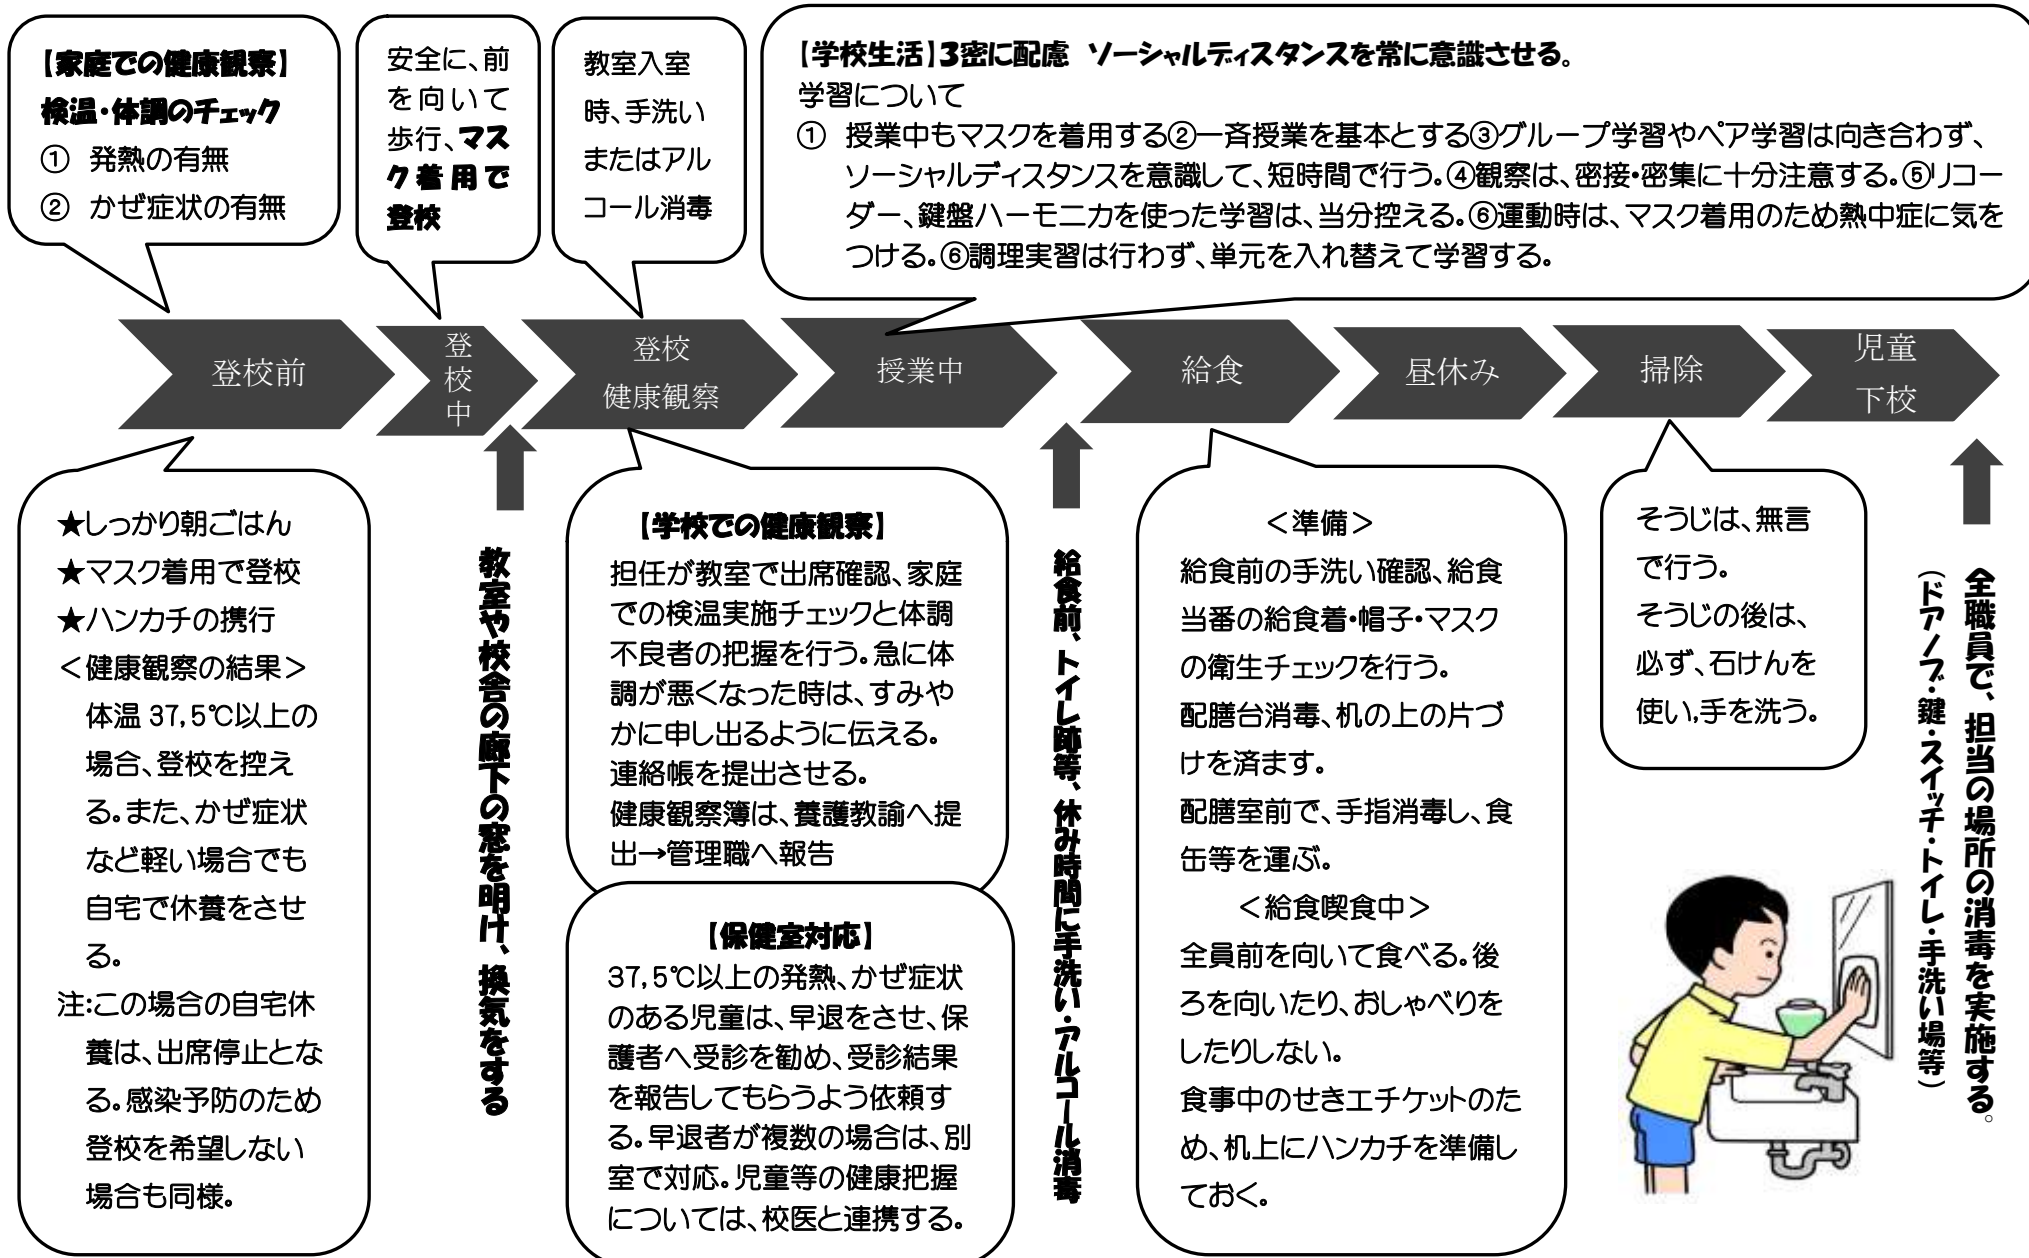 【家庭での健康観察】
検温・体調のチェック
① 発熱の有無
② かぜ症状の有無
安全に、前
を向いて
歩行、マス
ク着用で
登校
教室入室
時、手洗い
またはアル
コール消毒
【学校生活】3密に配慮 ソーシャルディスタンスを常に意識させる。
学習について
① 授業中もマスクを着用する②一斉授業を基本とする③グループ学習やペア学習は向き合わず、
ソーシャルディスタンスを意識して、短時間で行う。④観察は、密接・密集に十分注意する。⑤リコー
ダー、鍵盤ハーモニカを使った学習は、当分控える。⑥運動時は、マスク着用のため熱中症に気を
つける。⑥調理実習は行わず、単元を入れ替えて学習する。
登校前
登
校
中
登校
健康観察
授業中
給食
昼休み
掃除
児童
下校
★しっかり朝ごはん
★マスク着用で登校
★ハンカチの携行
<健康観察の結果>
体温 37,5℃以上の
場合、登校を控え
る。また、かぜ症状
など軽い場合でも
自宅で休養をさせ
る。
注:この場合の自宅休
養は、出席停止とな
る。感染予防のため
登校を希望しない
場合も同様。
教室や校舎の廊下の窓を明け、換気をする
【学校での健康観察】
担任が教室で出席確認、家庭
での検温実施チェックと体調
不良者の把握を行う。急に体
調が悪くなった時は、すみや
かに申し出るように伝える。
連絡帳を提出させる。
健康観察簿は、養護教諭へ提
出→管理職へ報告
【保健室対応】
37,5℃以上の発熱、かぜ症状
のある児童は、早退をさせ、保
護者へ受診を勧め、受診結果
を報告してもらうよう依頼す
る。早退者が複数の場合は、別
室で対応。児童等の健康把握
については、校医と連携する。
給食前、トイレ跡等、休み時間に手洗い・アルコール消毒
<準備>
給食前の手洗い確認、給食
当番の給食着・帽子・マスク
の衛生チェックを行う。
配膳台消毒、机の上の片づ
けを済ます。
配膳室前で、手指消毒し、食
缶等を運ぶ。
<給食喫食中>
全員前を向いて食べる。後
ろを向いたり、おしゃべりを
したりしない。
食事中のせきエチケットのた
め、机上にハンカチを準備し
ておく。
そうじは、無言
で行う。
そうじの後は、
必ず、石けんを
使い,手を洗う。
全職員で、担当の場所の消毒を実施する。
(ドアノブ・鍵・スイッチ・トイレ・手洗い場等)